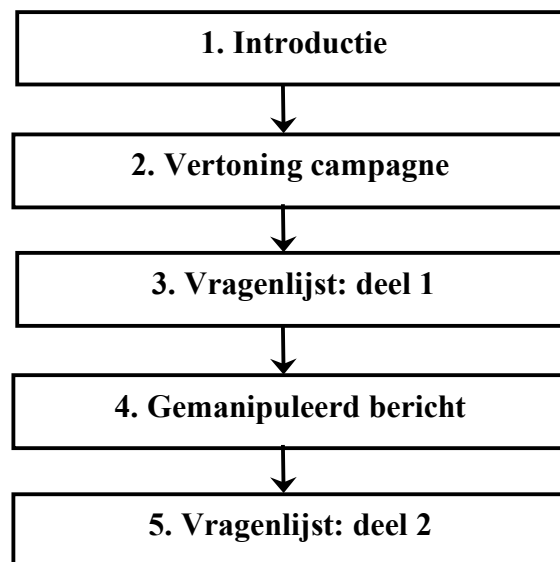 1. Introductie
2. Vertoning campagne
3. Vragenlijst: deel 1
4. Gemanipuleerd bericht
5. Vragenlijst: deel 2